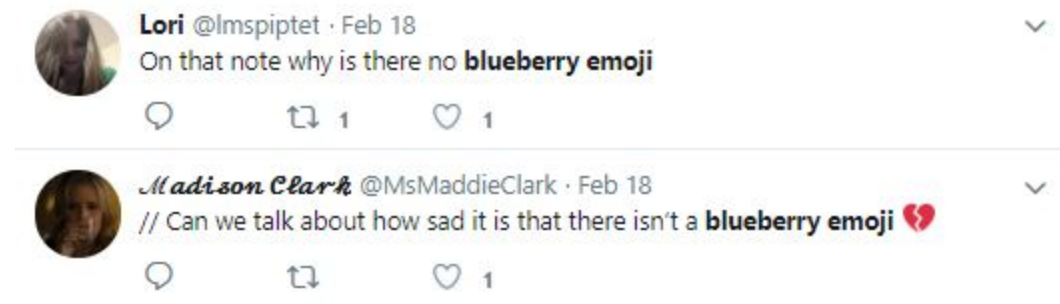 Lori @lmspiptet · Feb 18
On that note why is there no blueberry emoji
1 1
𝓜𝓪𝓭𝓲𝓼𝓸𝓷 𝓒𝓵𝓪𝓻𝓴 @MsMaddieClark · Feb 18
// Can we talk about how sad it is that there isn't a blueberry emoji 💔
1